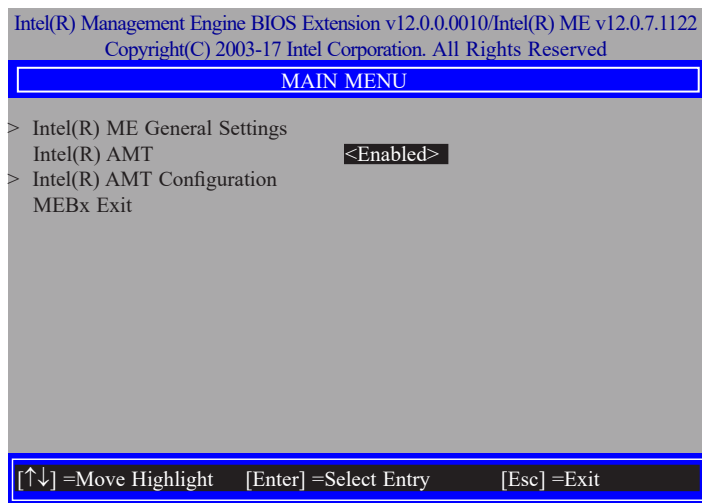 Intel(R) Management Engine BIOS Extension v12.0.0.0010/Intel(R) ME v12.0.7.1122
Copyright(C) 2003-17 Intel Corporation. All Rights Reserved
MAIN MENU
> Intel(R) ME General Settings
Intel(R) AMT <Enabled>
> Intel(R) AMT Configuration
MEBx Exit
[↑↓] =Move Highlight [Enter] =Select Entry [Esc] =Exit